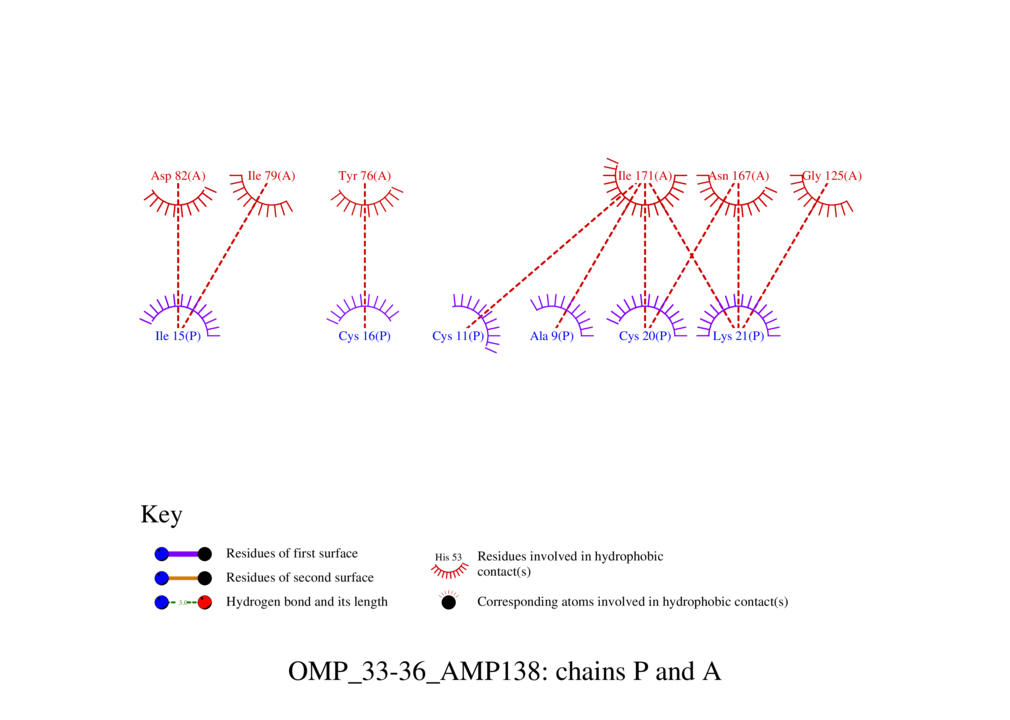 Asp 82(A) Ile 79(A) Tyr 76(A) Ile 171(A) Asn 167(A) Gly 125(A)
Ile 15(P) Cys 16(P) Cys 11(P) Ala 9(P) Cys 20(P) Lys 21(P)
Key
Residues of first surface
Residues of second surface
3.0
Hydrogen bond and its length
His 53
Residues involved in hydrophobic
contact(s)
Corresponding atoms involved in hydrophobic contact(s)
OMP_33-36_AMP138: chains P and A